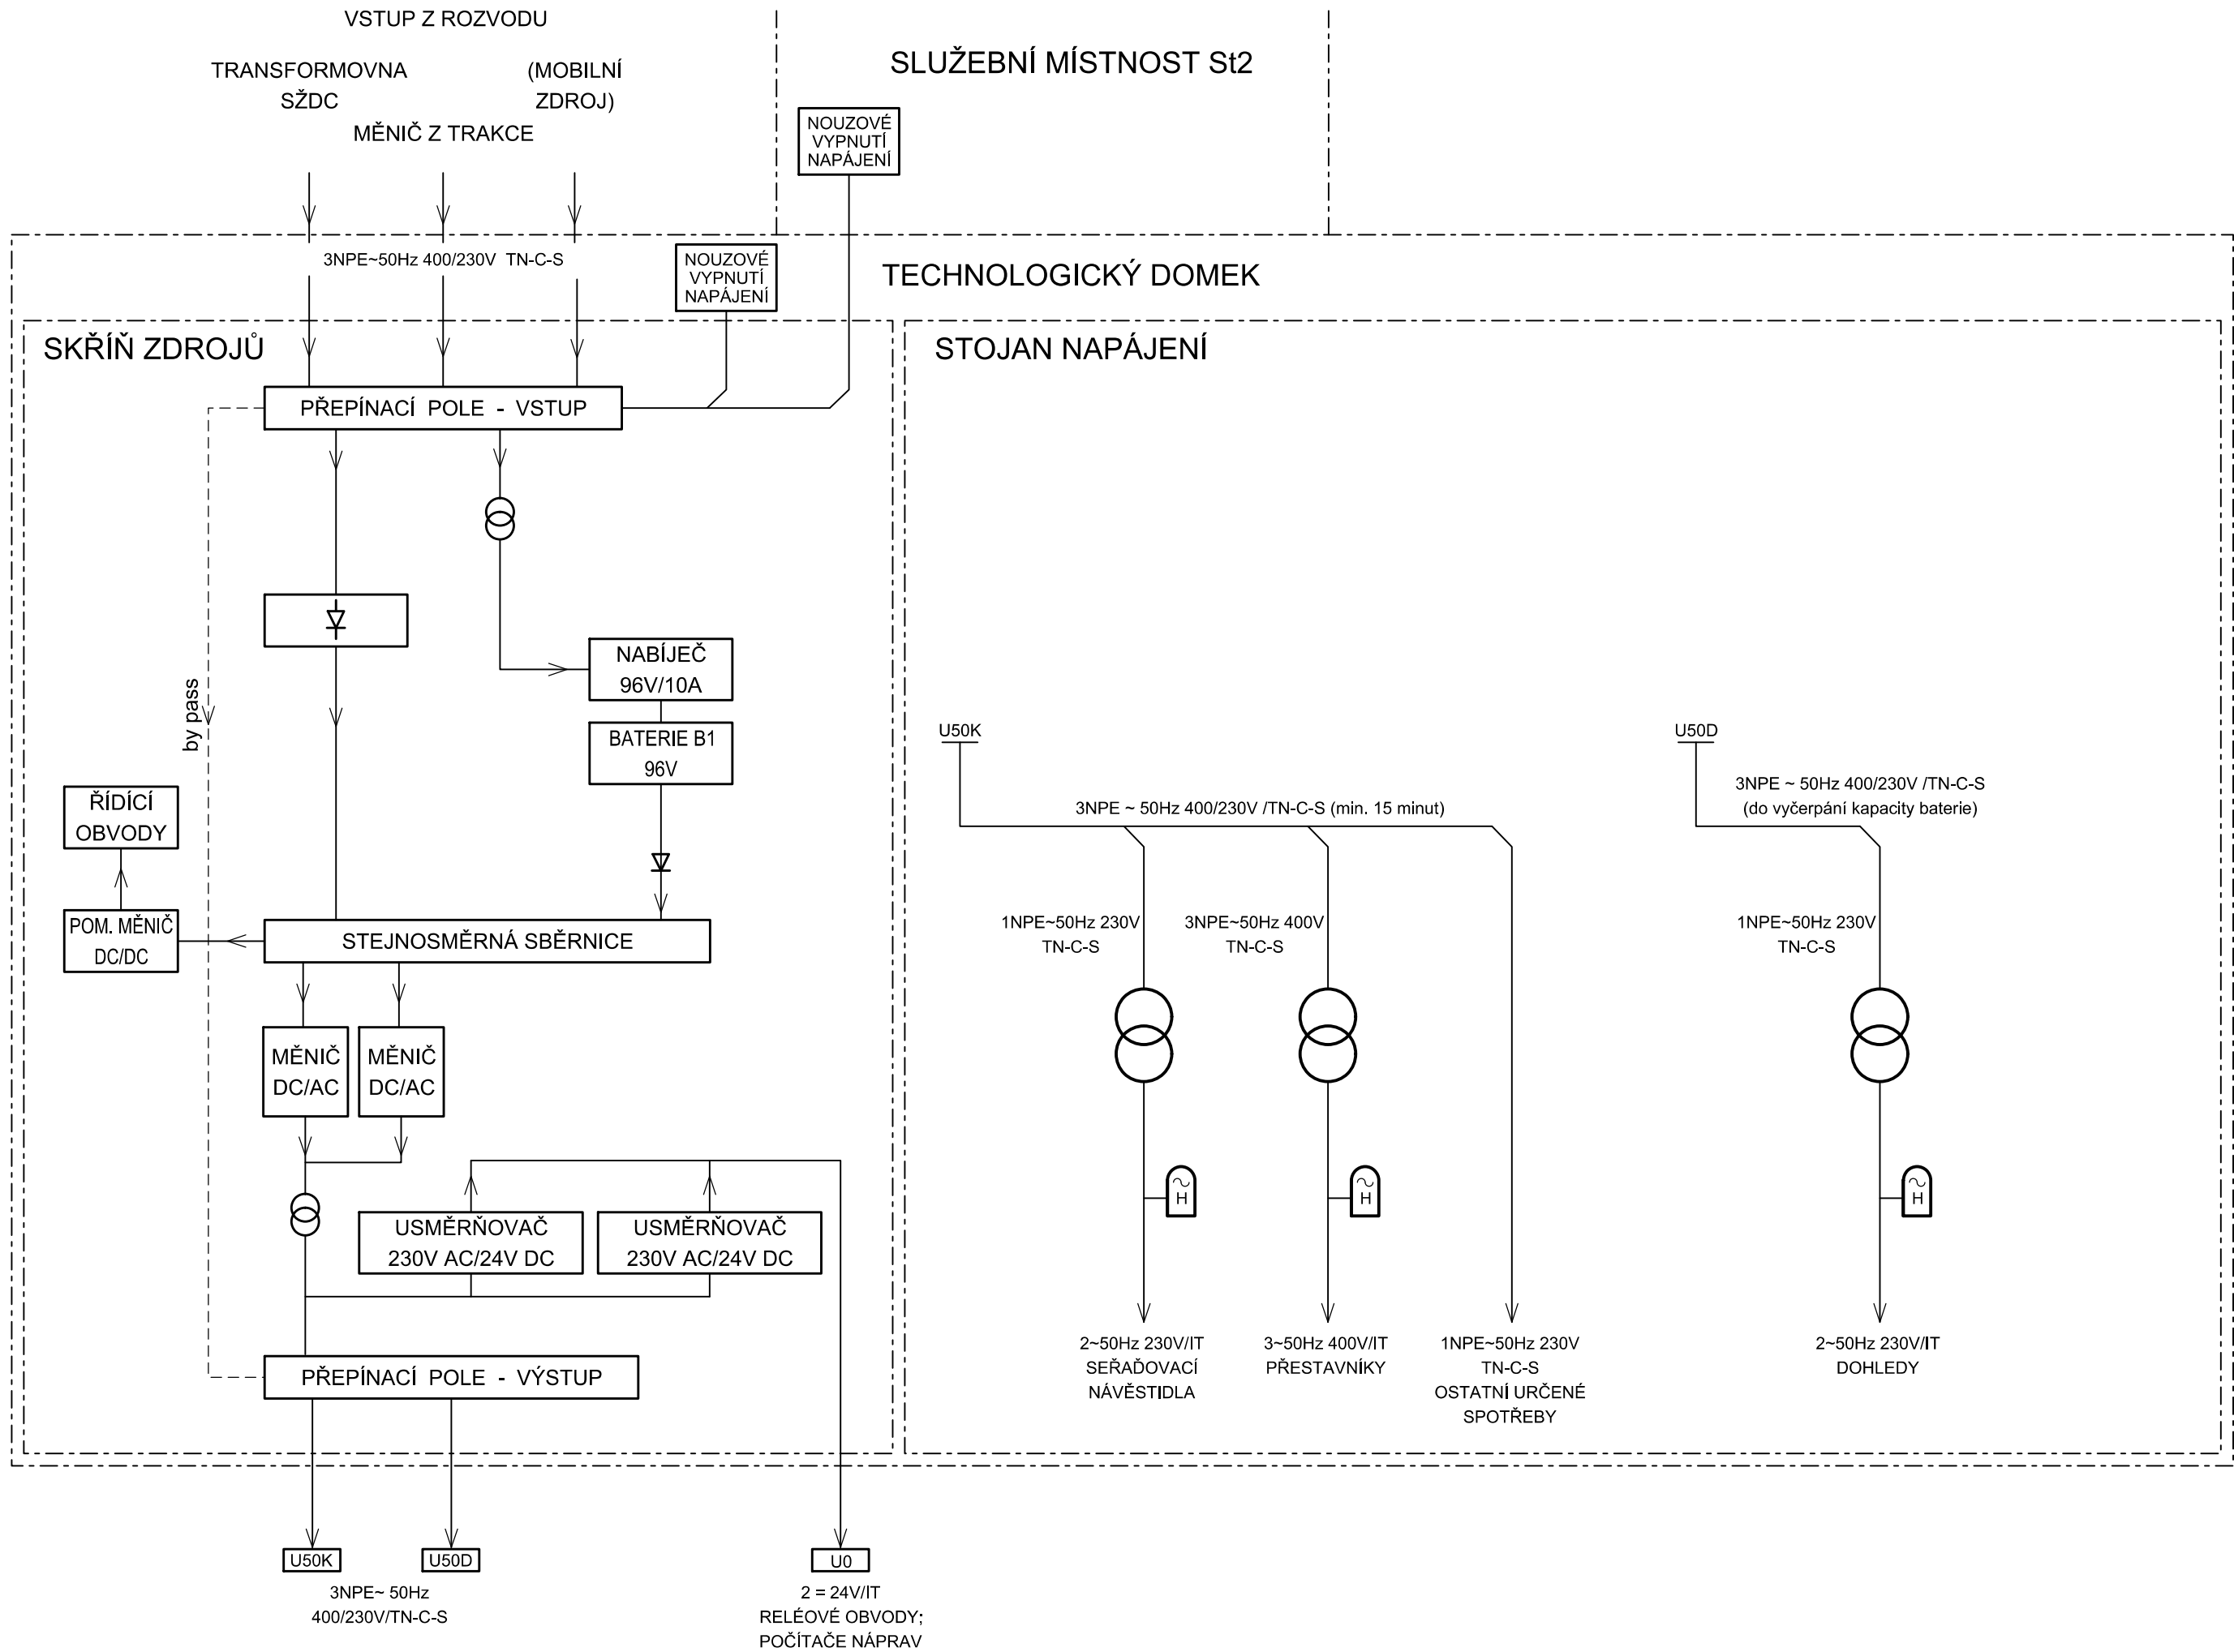 VSTUP Z ROZVODU
TRANSFORMOVNA
SŽDC
(MOBILNÍ
ZDROJ)
MĚNIČ Z TRAKCE
SLUŽEBNÍ MÍSTNOST St2
NOUZOVÉ
VYPNUTÍ
NAPÁJENÍ
3NPE~50Hz 400/230V TN-C-S
NOUZOVÉ
VYPNUTÍ
NAPÁJENÍ
TECHNOLOGICKÝ DOMEK
SKŘÍŇ ZDROJŮ
PŘEPÍNACÍ POLE - VSTUP
by pass
NABÍJEČ
96V/10A
BATERIE B1
96V
ŘÍDÍCÍ
OBVODY
POM. MĚNIČ
DC/DC
STEJNOSMĚRNÁ SBĚRNICE
MĚNIČ
DC/AC
MĚNIČ
DC/AC
USMĚRŇOVAČ
230V AC/24V DC
USMĚRŇOVAČ
230V AC/24V DC
PŘEPÍNACÍ POLE - VÝSTUP
U50K
U50D
3NPE~ 50Hz
400/230V/TN-C-S
U0
2 = 24V/IT
RELÉOVÉ OBVODY;
POČÍTAČE NÁPRAV
STOJAN NAPÁJENÍ
U50K
3NPE ~ 50Hz 400/230V /TN-C-S (min. 15 minut)
U50D
3NPE ~ 50Hz 400/230V /TN-C-S
(do vyčerpání kapacity baterie)
1NPE~50Hz 230V
TN-C-S
3NPE~50Hz 400V
TN-C-S
1NPE~50Hz 230V
TN-C-S
~
H
~
H
~
H
2~50Hz 230V/IT
SEŘAĎOVACÍ
NÁVĚSTIDLA
3~50Hz 400V/IT
PŘESTAVNÍKY
1NPE~50Hz 230V
TN-C-S
OSTATNÍ URČENÉ
SPOTŘEBY
2~50Hz 230V/IT
DOHLEDY